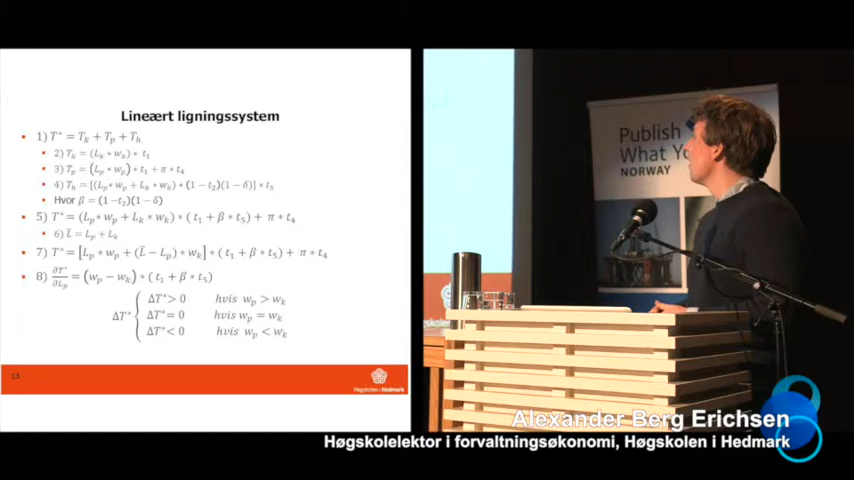 Lineært ligningssystem
1) T* = T_k + T_p + T_h
2) T_k = (L_k * w_k) * t_1
3) T_p = (L_p * w_p) * t_1 + π * t_4
4) T_h = [(L_p * w_p + L_k * w_k) * (1−t_2)(1−δ)] * t_5
Hvor β = (1−t_2)(1−δ)
5) T* = (L_p * w_p + L_k * w_k) * (t_1 + β * t_5) + π * t_4
6) L̄ = L_p + L_k
7) T* = [L_p * w_p + (L̄ − L_p) * w_k] * (t_1 + β * t_5) + π * t_4
8) ∂T*/∂L_p = (w_p − w_k) * (t_1 + β * t_5)
ΔT* > 0 hvis w_p > w_k
ΔT* { ΔT* = 0 hvis w_p = w_k
ΔT* < 0 hvis w_p < w_k
13
Høgskolen i Hedmark
Publish
What Yo
NORWAY
Alexander Berg Erichsen
Høgskolelektor i forvaltningsøkonomi, Høgskolen i Hedmark